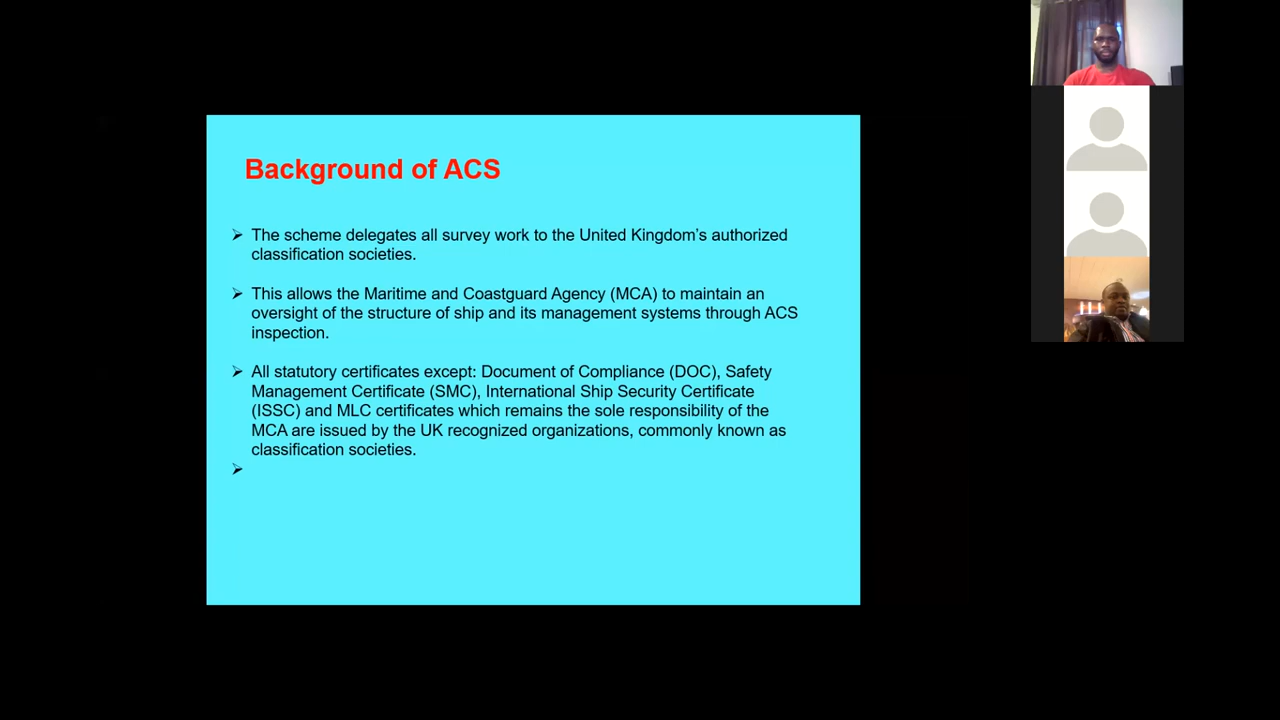 Background of ACS
➢ The scheme delegates all survey work to the United Kingdom's authorized
classification societies.
➢ This allows the Maritime and Coastguard Agency (MCA) to maintain an
oversight of the structure of ship and its management systems through ACS
inspection.
➢ All statutory certificates except: Document of Compliance (DOC), Safety
Management Certificate (SMC), International Ship Security Certificate
(ISSC) and MLC certificates which remains the sole responsibility of the
MCA are issued by the UK recognized organizations, commonly known as
classification societies.
➢